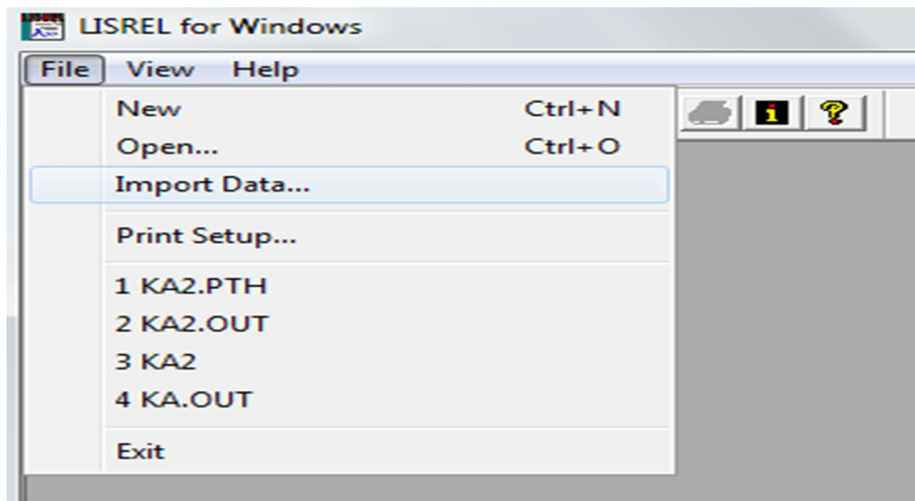 LISREL for Windows
File View Help
New Ctrl+N
Open... Ctrl+O
Import Data...
Print Setup...
1 KA2.PTH
2 KA2.OUT
3 KA2
4 KA.OUT
Exit